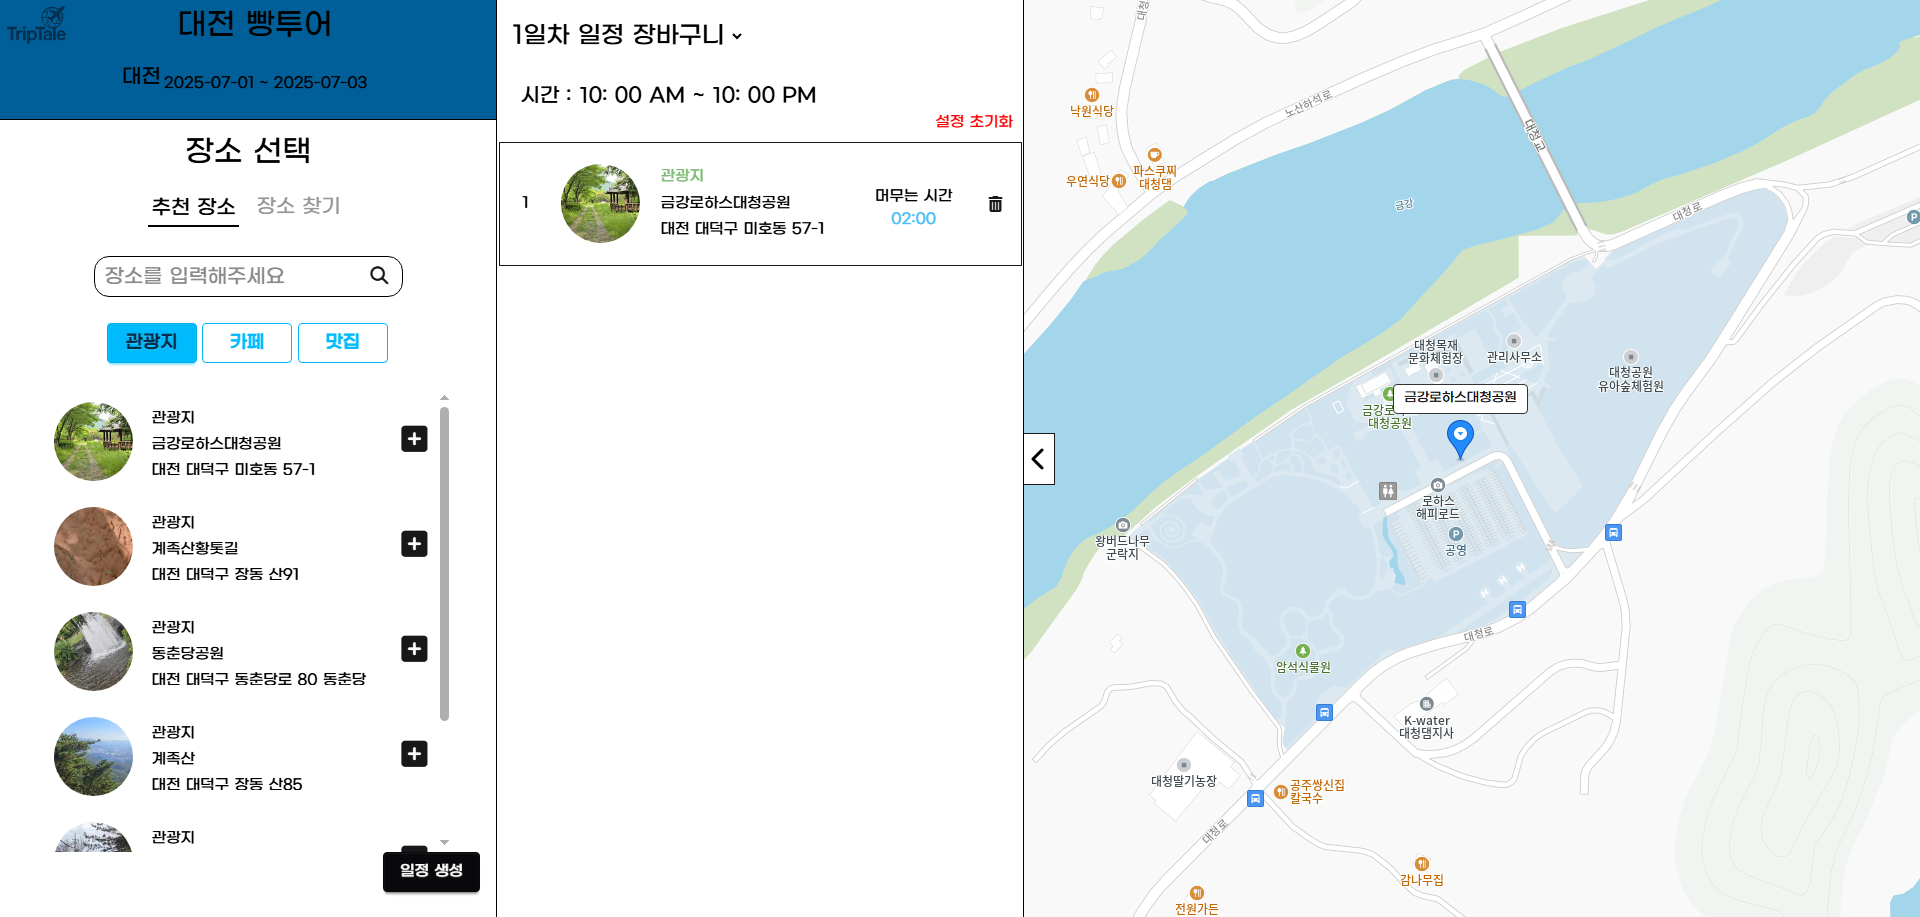 TripTale
대전 빵투어
대전 2025-07-01 ~ 2025-07-03
장소 선택
추천 장소
장소 찾기
장소를 입력해주세요
관광지
카페
맛집
관광지
금강로하스대청공원
대전 대덕구 미호동 57-1
관광지
계족산황톳길
대전 대덕구 장동 산91
관광지
동춘당공원
대전 대덕구 동춘당로 80 동춘당
관광지
계족산
대전 대덕구 장동 산85
관광지
일정 생성
1일차 일정 장바구니
시간 : 10: 00 AM ~ 10: 00 PM
설정 초기화
1
관광지
금강로하스대청공원
대전 대덕구 미호동 57-1
머무는 시간
02:00
대청
낙원식당
노산하석로
대청교
파스쿠찌
대청댐
우연식당
금강
대청로
P
대청목재
문화체험장
관리사무소
대청공원
유아숲체험원
금강로하스대청공원
금강로
대청공원
로하스
해피로드
P
공영
왕버드나무
군락지
H
H
H
대청로
암석식물원
K-water
대청댐지사
대청딸기농장
공주쌍신집
칼국수
대청로
감나무집
전원가든